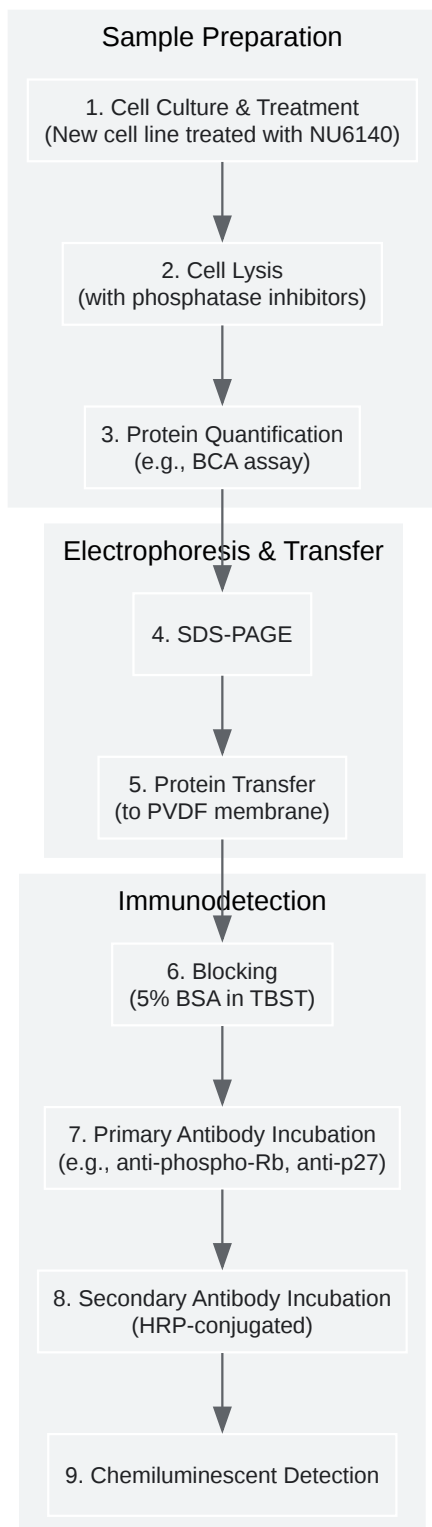 Sample Preparation
1. Cell Culture & Treatment
(New cell line treated with NU6140)
2. Cell Lysis
(with phosphatase inhibitors)
3. Protein Quantification
(e.g., BCA assay)
Electrophoresis & Transfer
4. SDS-PAGE
5. Protein Transfer
(to PVDF membrane)
Immunodetection
6. Blocking
(5% BSA in TBST)
7. Primary Antibody Incubation
(e.g., anti-phospho-Rb, anti-p27)
8. Secondary Antibody Incubation
(HRP-conjugated)
9. Chemiluminescent Detection